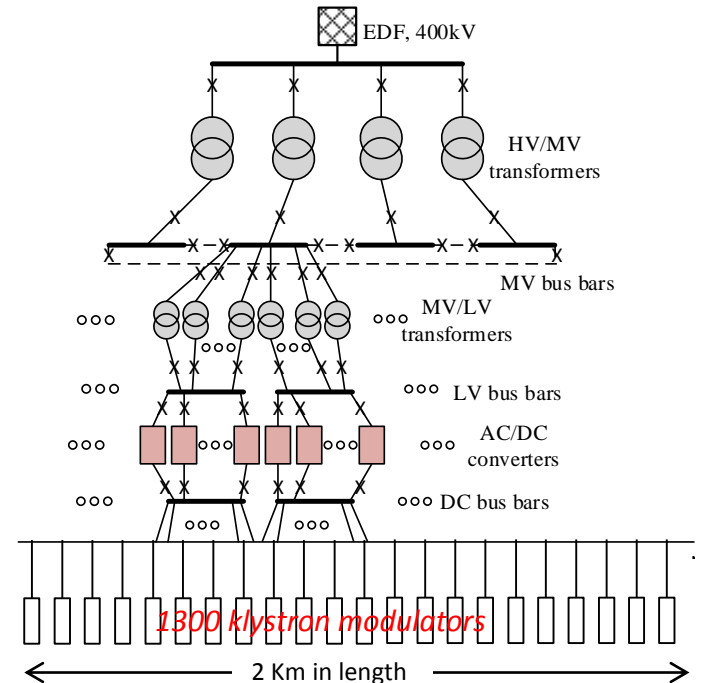 EDF, 400kV
HV/MV
transformers
MV bus bars
MV/LV
transformers
LV bus bars
AC/DC
converters
DC bus bars
1300 klystron modulators
2 Km in length